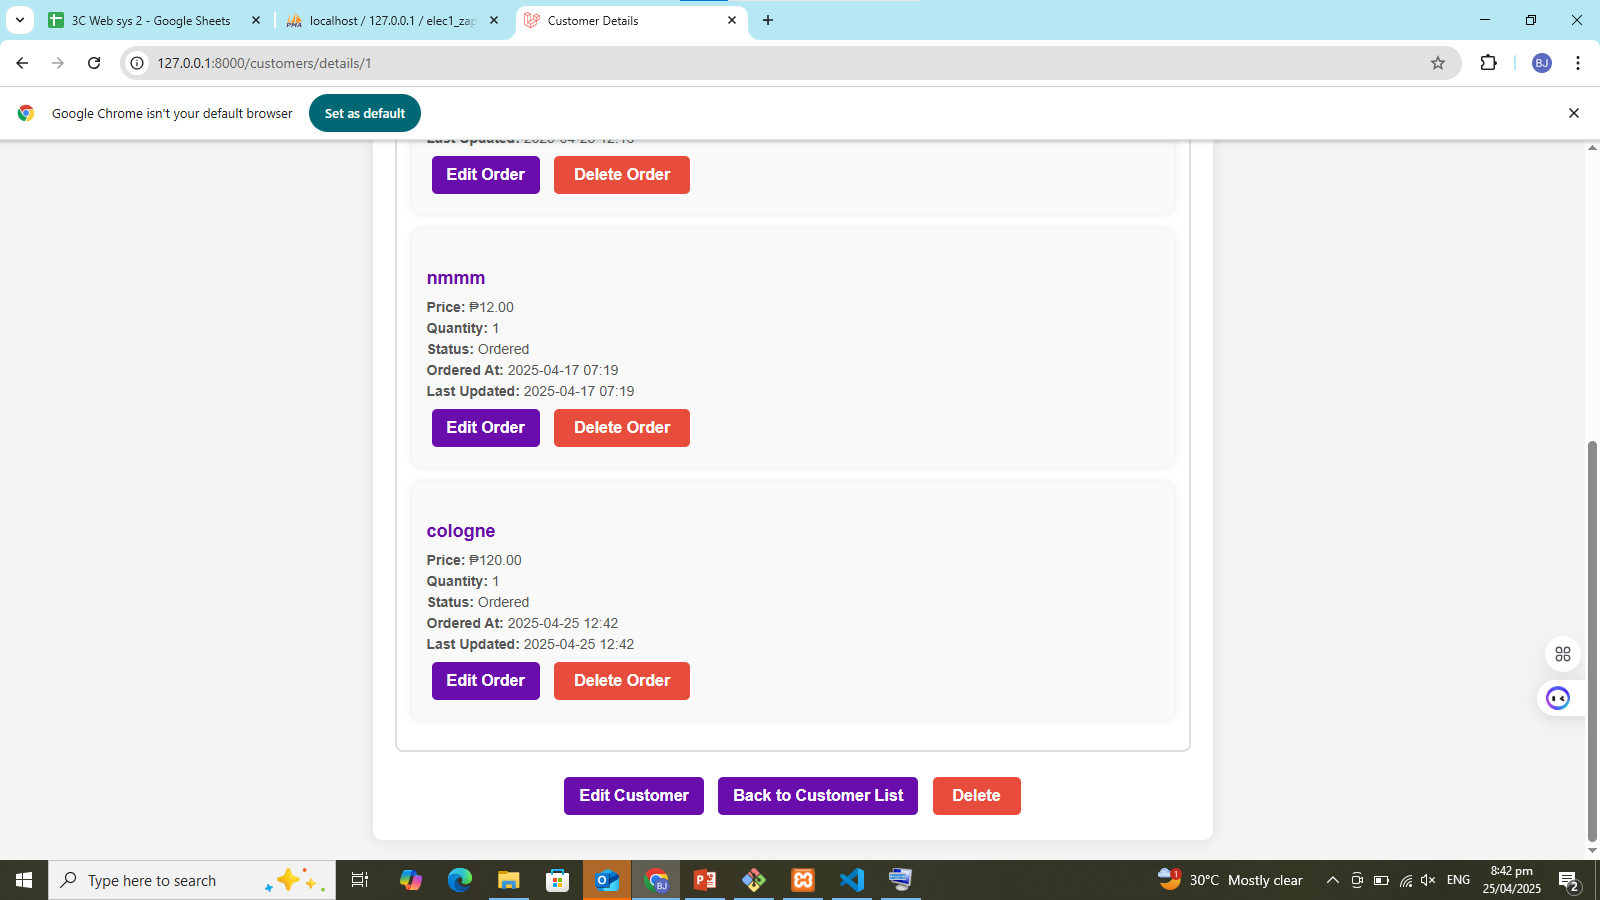 3C Web sys 2 - Google Sheets
localhost / 127.0.0.1 / elec1_zap
Customer Details
127.0.0.1:8000/customers/details/1
BJ
Google Chrome isn't your default browser
Set as default
Edit Order
Delete Order
nmmm
Price: ₱12.00
Quantity: 1
Status: Ordered
Ordered At: 2025-04-17 07:19
Last Updated: 2025-04-17 07:19
Edit Order
Delete Order
cologne
Price: ₱120.00
Quantity: 1
Status: Ordered
Ordered At: 2025-04-25 12:42
Last Updated: 2025-04-25 12:42
Edit Order
Delete Order
Edit Customer
Back to Customer List
Delete
Type here to search
30°C Mostly clear
ENG
8:42 pm
25/04/2025
2